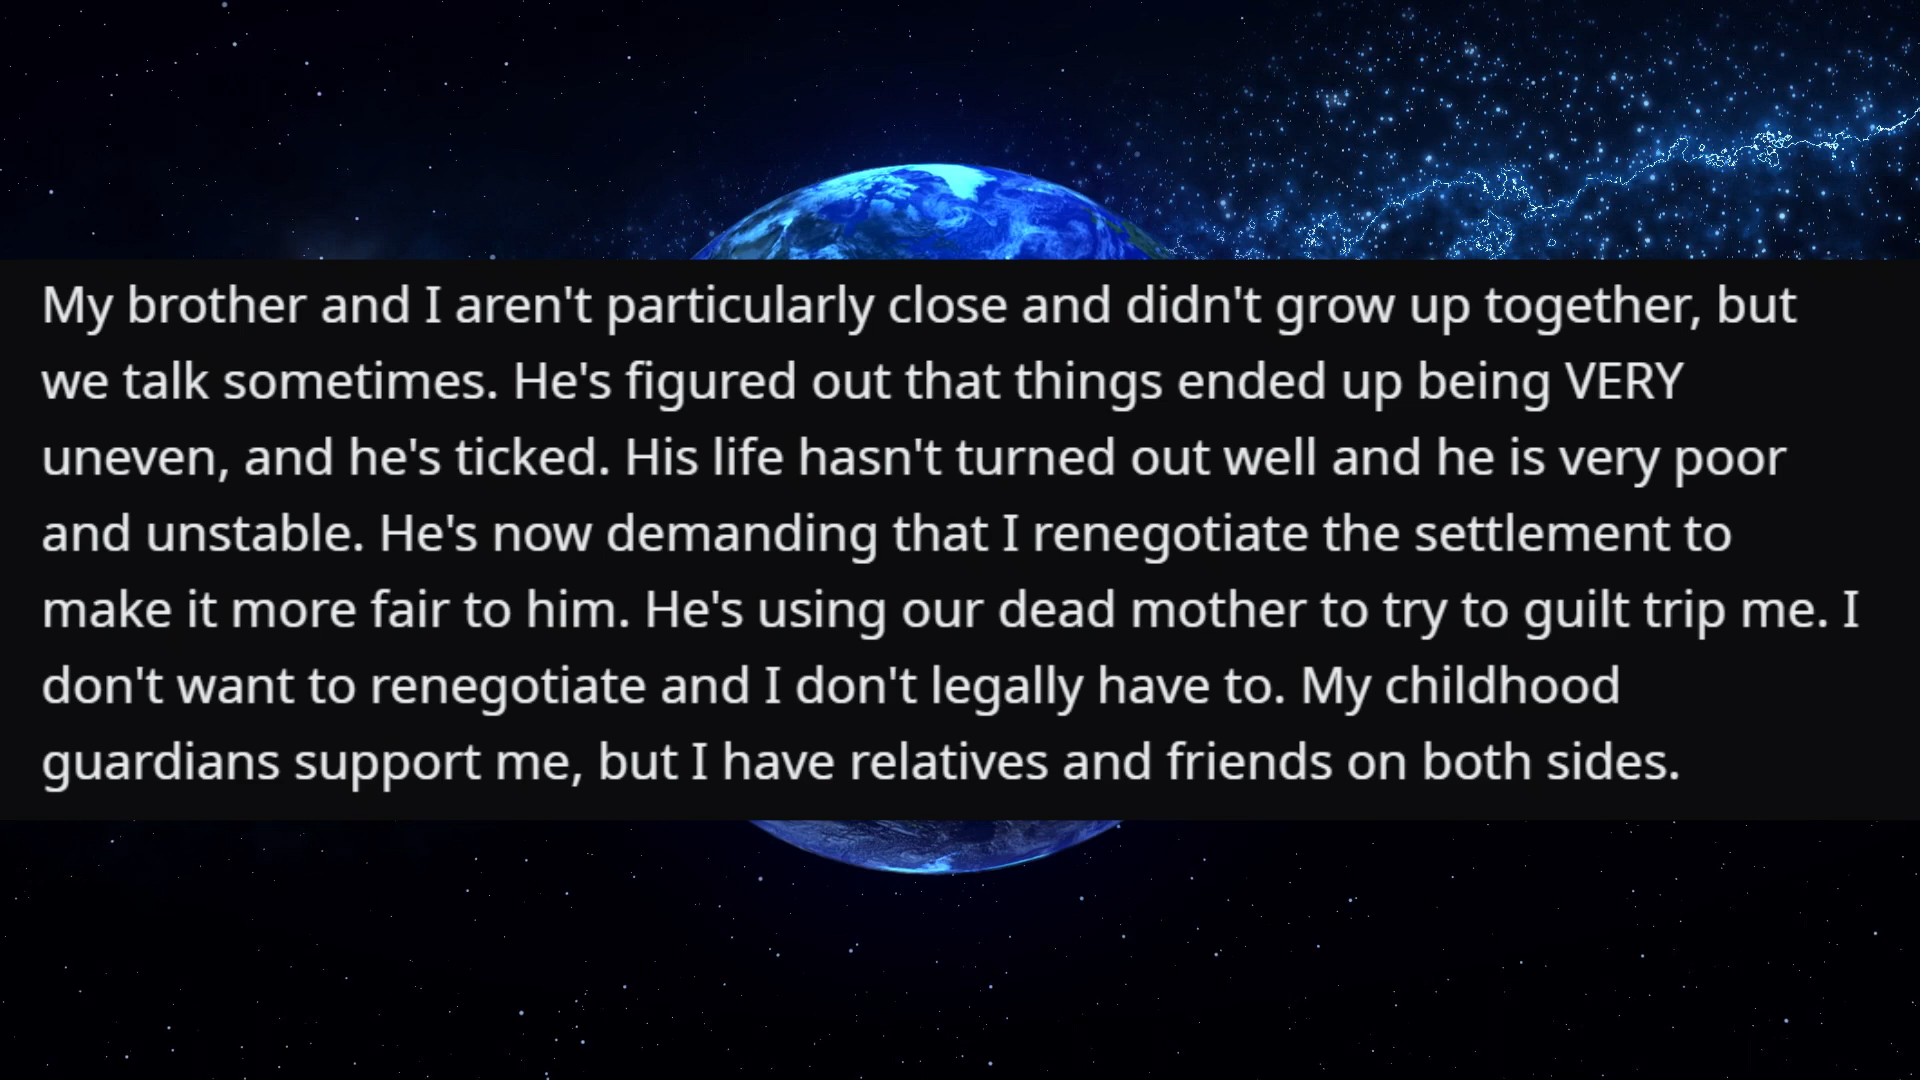 My brother and I aren't particularly close and didn't grow up together, but
we talk sometimes. He's figured out that things ended up being VERY
uneven, and he's ticked. His life hasn't turned out well and he is very poor
and unstable. He's now demanding that I renegotiate the settlement to
make it more fair to him. He's using our dead mother to try to guilt trip me. I
don't want to renegotiate and I don't legally have to. My childhood
guardians support me, but I have relatives and friends on both sides.